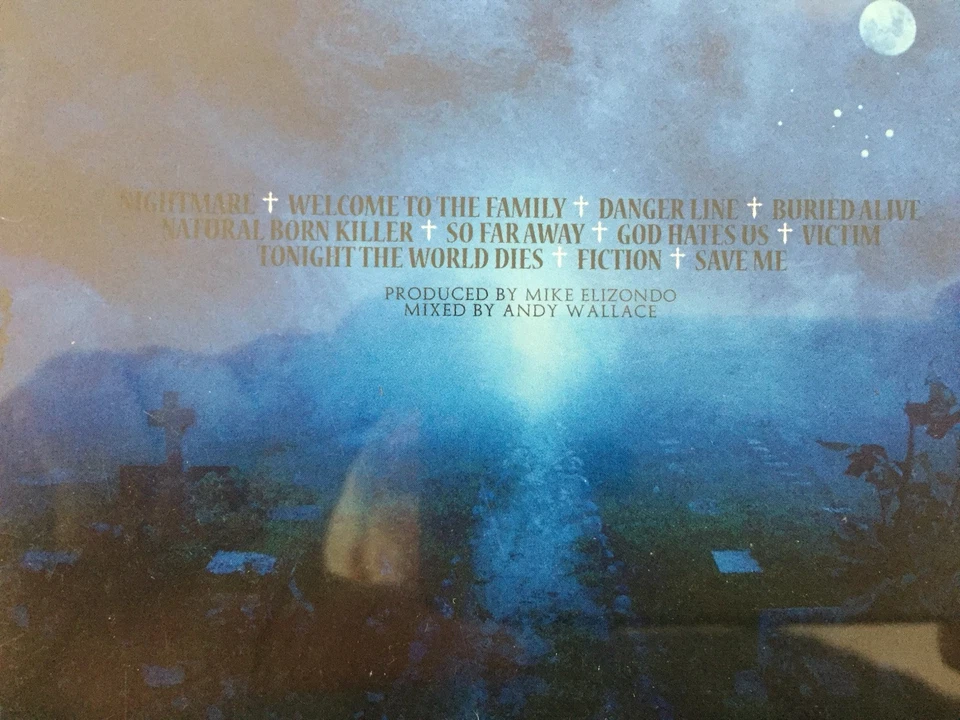 NIGHTMARE † WELCOME TO THE FAMILY † DANGER LINE † BURIED ALIVE
NATURAL BORN KILLER † SO FAR AWAY † GOD HATES US † VICTIM
TONIGHT THE WORLD DIES † FICTION † SAVE ME
PRODUCED BY MIKE ELIZONDO
MIXED BY ANDY WALLACE